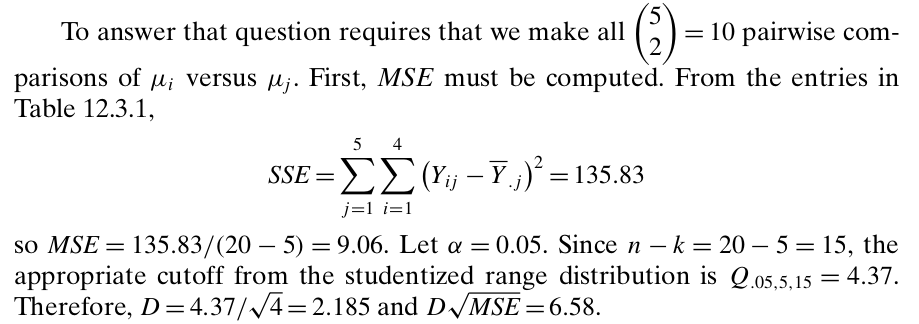 To answer that question requires that we make all $\binom{5}{2} = 10$ pairwise com-
parisons of $\mu_i$ versus $\mu_j$. First, MSE must be computed. From the entries in
Table 12.3.1,
$SSE = \sum_{j=1}^{5} \sum_{i=1}^{4} (Y_{ij} - \overline{Y}_{.j})^2 = 135.83$
so MSE = 135.83/(20 – 5) = 9.06. Let α = 0.05. Since n – k = 20 – 5 = 15, the
appropriate cutoff from the studentized range distribution is $Q_{.05,5,15} = 4.37$.
Therefore, $D = 4.37/\sqrt{4} = 2.185$ and $D\sqrt{MSE} = 6.58$.